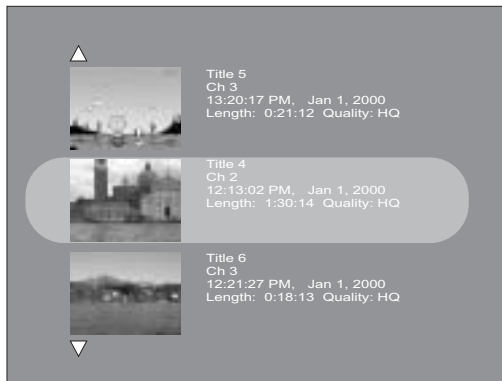 Title 5
Ch 3
13:20:17 PM, Jan 1, 2000
Length: 0:21:12 Quality: HQ
Title 4
Ch 2
12:13:02 PM, Jan 1, 2000
Length: 1:30:14 Quality: HQ
Title 6
Ch 3
12:21:27 PM, Jan 1, 2000
Length: 0:18:13 Quality: HQ